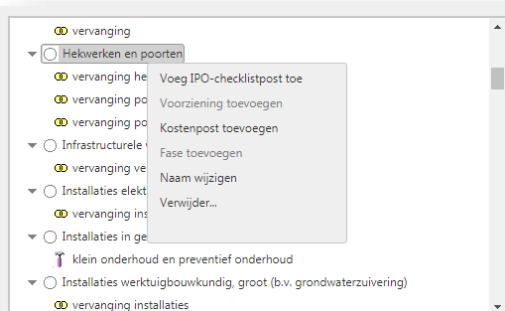 vervanging
Hekwerken en poorten
vervanging he
Voeg IPO-checklistpost toe
vervanging po
Voorziening toevoegen
vervanging po
Kostenpost toevoegen
Infrastructurele
Fase toevoegen
vervanging ve
Naam wijzigen
Installaties elekt
Verwijder...
vervanging ins
Installaties in ge
klein onderhoud en preventief onderhoud
Installaties werktuigbouwkundig, groot (b.v. grondwaterzuivering)
vervanging installaties